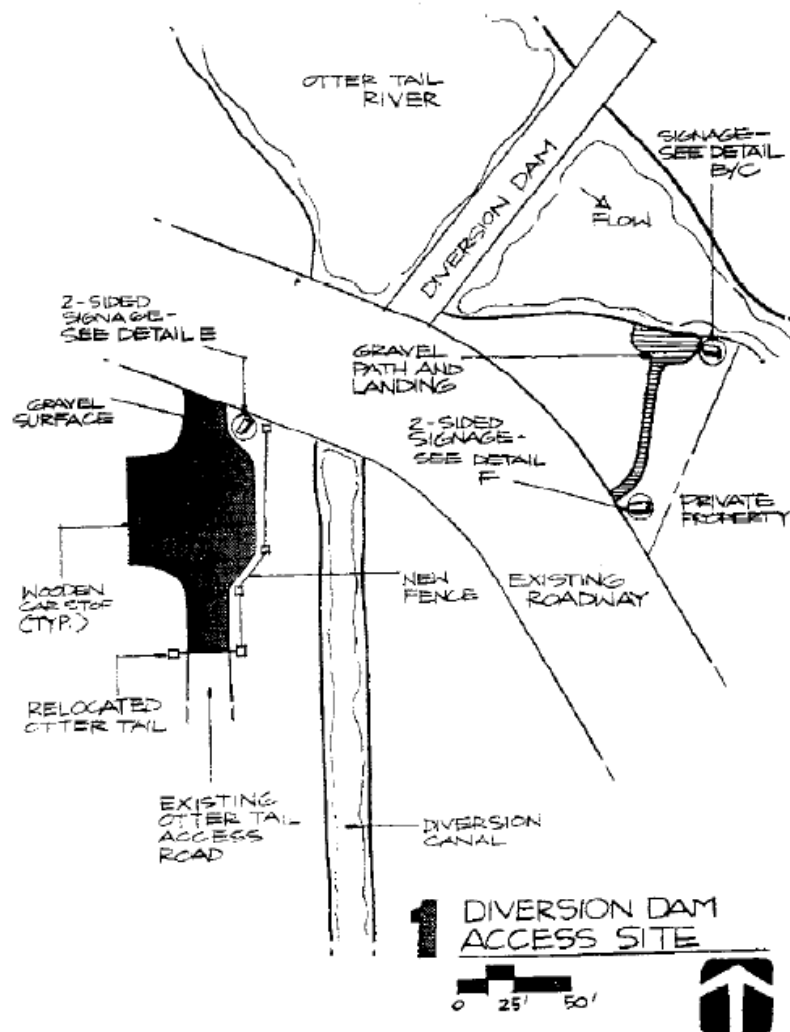 OTTER TAIL
RIVER
SIGNAGE-
SEE DETAIL
B/C
DIVERSION DAM
FLOW
2-SIDED
SIGNAGE-
SEE DETAIL E
GRAVEL
SURFACE
GRAVEL
PATH AND
LANDING
2-SIDED
SIGNAGE-
SEE DETAIL
F
PRIVATE
PROPERTY
WOODEN
CAR STOP
(TYP.)
NEW
FENCE
EXISTING
ROADWAY
RELOCATED
OTTER TAIL
EXISTING
OTTER TAIL
ACCESS
ROAD
DIVERSION
CANAL
1 DIVERSION DAM
ACCESS SITE
0 25' 50'